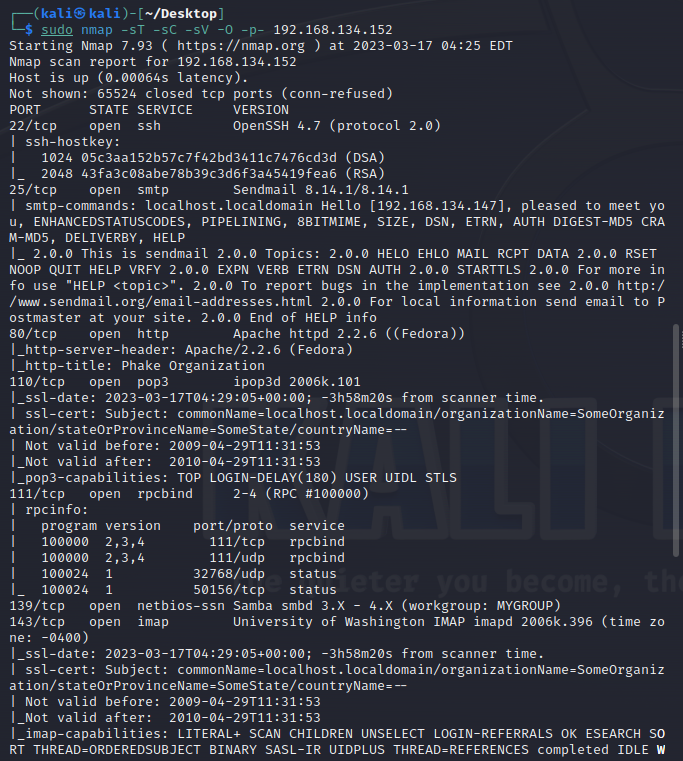 ┌──(kali㉿kali)-[~/Desktop]
└─$ sudo nmap -sT -sC -sV -O -p- 192.168.134.152
Starting Nmap 7.93 ( https://nmap.org ) at 2023-03-17 04:25 EDT
Nmap scan report for 192.168.134.152
Host is up (0.00064s latency).
Not shown: 65524 closed tcp ports (conn-refused)
PORT      STATE SERVICE     VERSION
22/tcp    open  ssh         OpenSSH 4.7 (protocol 2.0)
| ssh-hostkey:
|   1024 05c3aa152b57c7f42bd3411c7476cd3d (DSA)
|_  2048 43fa3c08abe78b39c3d6f3a45419fea6 (RSA)
25/tcp    open  smtp        Sendmail 8.14.1/8.14.1
| smtp-commands: localhost.localdomain Hello [192.168.134.147], pleased to meet yo
u, ENHANCEDSTATUSCODES, PIPELINING, 8BITMIME, SIZE, DSN, ETRN, AUTH DIGEST-MD5 CRA
M-MD5, DELIVERBY, HELP
|_ 2.0.0 This is sendmail 2.0.0 Topics: 2.0.0 HELO EHLO MAIL RCPT DATA 2.0.0 RSET
NOOP QUIT HELP VRFY 2.0.0 EXPN VERB ETRN DSN AUTH 2.0.0 STARTTLS 2.0.0 For more in
fo use "HELP <topic>". 2.0.0 To report bugs in the implementation see 2.0.0 http:/
/www.sendmail.org/email-addresses.html 2.0.0 For local information send email to P
ostmaster at your site. 2.0.0 End of HELP info
80/tcp    open  http        Apache httpd 2.2.6 ((Fedora))
|_http-server-header: Apache/2.2.6 (Fedora)
|_http-title: Phake Organization
110/tcp   open  pop3        ipop3d 2006k.101
|_ssl-date: 2023-03-17T04:29:05+00:00; -3h58m20s from scanner time.
| ssl-cert: Subject: commonName=localhost.localdomain/organizationName=SomeOrganiz
ation/stateOrProvinceName=SomeState/countryName=--
| Not valid before: 2009-04-29T11:31:53
|_Not valid after:  2010-04-29T11:31:53
|_pop3-capabilities: TOP LOGIN-DELAY(180) USER UIDL STLS
111/tcp   open  rpcbind     2-4 (RPC #100000)
| rpcinfo:
|   program version    port/proto  service
|   100000  2,3,4        111/tcp   rpcbind
|   100000  2,3,4        111/udp   rpcbind
|   100024  1          32768/udp   status
|_  100024  1          50156/tcp   status
139/tcp   open  netbios-ssn Samba smbd 3.X - 4.X (workgroup: MYGROUP)
143/tcp   open  imap        University of Washington IMAP imapd 2006k.396 (time zo
ne: -0400)
|_ssl-date: 2023-03-17T04:29:05+00:00; -3h58m20s from scanner time.
| ssl-cert: Subject: commonName=localhost.localdomain/organizationName=SomeOrganiz
ation/stateOrProvinceName=SomeState/countryName=--
| Not valid before: 2009-04-29T11:31:53
|_Not valid after:  2010-04-29T11:31:53
|_imap-capabilities: LITERAL+ SCAN CHILDREN UNSELECT LOGIN-REFERRALS OK ESEARCH SO
RT THREAD=ORDEREDSUBJECT BINARY SASL-IR UIDPLUS THREAD=REFERENCES completed IDLE W
KALI
you become, the